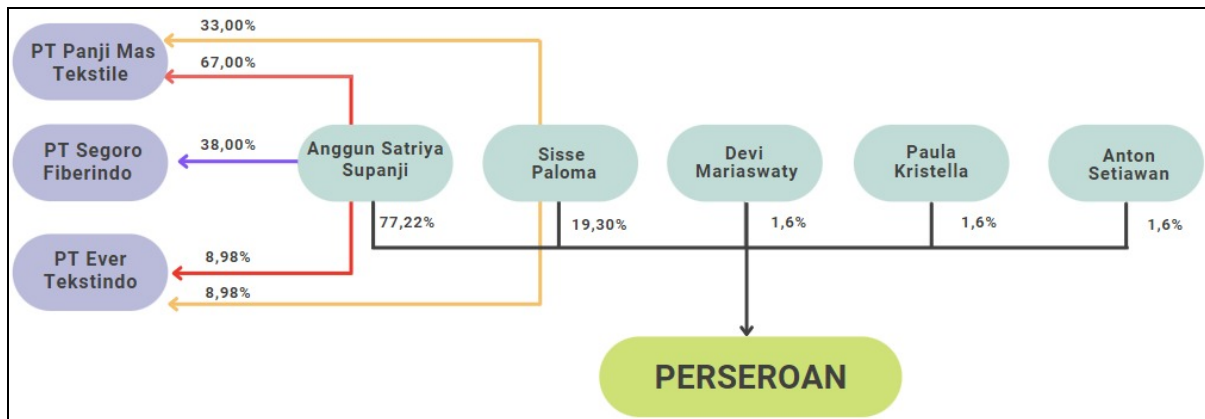 33,00%
PT Panji Mas
Tekstile
67,00%
PT Segoro
Fiberindo
38,00%
Anggun Satriya
Supanji
Sisse
Paloma
Devi
Mariaswaty
Paula
Kristella
Anton
Setiawan
77,22%
19,30%
1,6%
1,6%
1,6%
PT Ever
Tekstindo
8,98%
8,98%
PERSEROAN